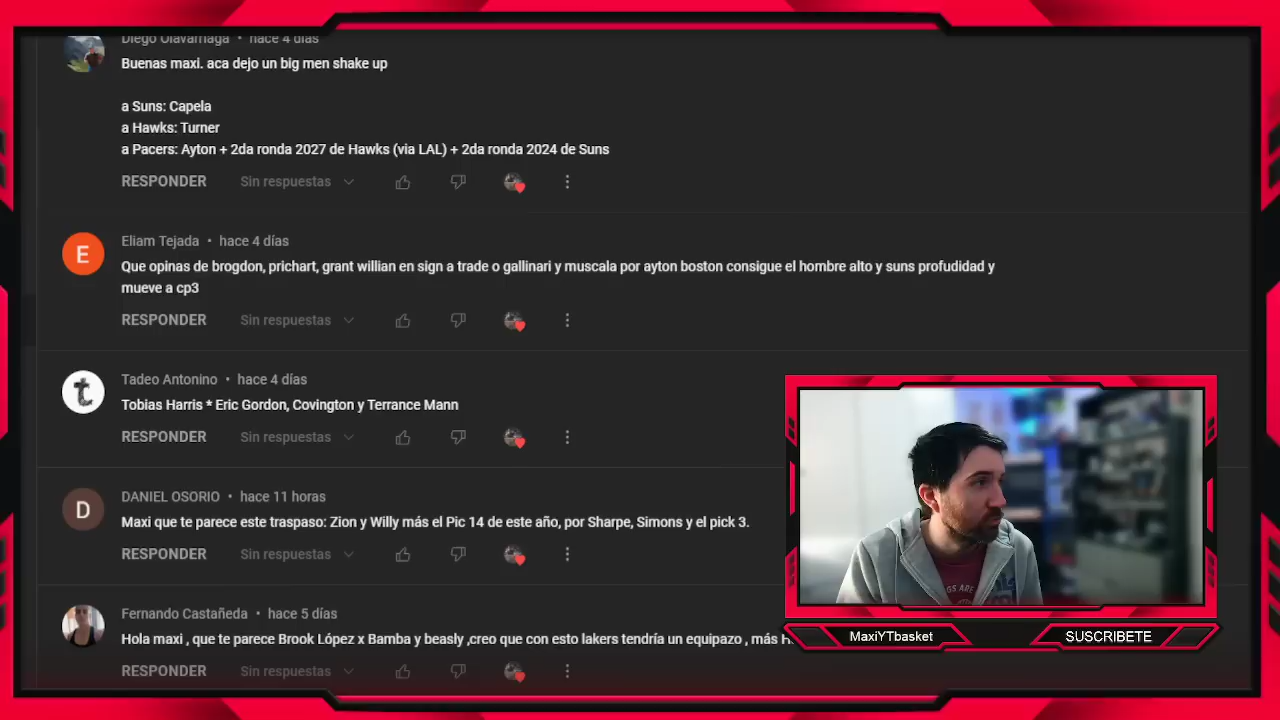 Diego Olavarriaga • hace 4 días
Buenas maxi. aca dejo un big men shake up
a Suns: Capela
a Hawks: Turner
a Pacers: Ayton + 2da ronda 2027 de Hawks (via LAL) + 2da ronda 2024 de Suns
RESPONDER Sin respuestas
E
Eliam Tejada • hace 4 días
Que opinas de brogdon, prichart, grant willian en sign a trade o gallinari y muscala por ayton boston consigue el hombre alto y suns profudidad y
mueve a cp3
RESPONDER Sin respuestas
t
Tadeo Antonino • hace 4 días
Tobias Harris * Eric Gordon, Covington y Terrance Mann
RESPONDER Sin respuestas
D
DANIEL OSORIO • hace 11 horas
Maxi que te parece este traspaso: Zion y Willy más el Pic 14 de este año, por Sharpe, Simons y el pick 3.
RESPONDER Sin respuestas
Fernando Castañeda • hace 5 días
Hola maxi , que te parece Brook López x Bamba y beasly ,creo que con esto lakers tendría un equipazo , más
RESPONDER Sin respuestas
MaxiYTbasket
SUSCRIBETE